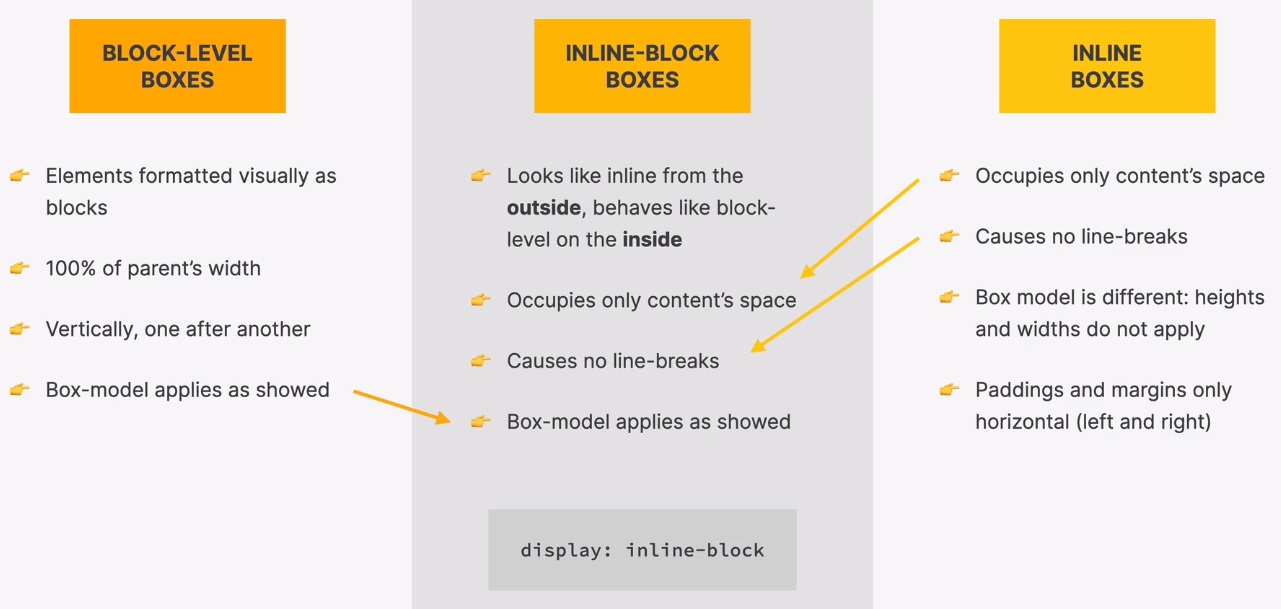 BLOCK-LEVEL
BOXES
Elements formatted visually as
blocks
100% of parent’s width
Vertically, one after another
Box-model applies as showed
INLINE-BLOCK
BOXES
Looks like inline from the
outside, behaves like block-
level on the inside
Occupies only content’s space
Causes no line-breaks
Box-model applies as showed
display: inline-block
INLINE
BOXES
Occupies only content’s space
Causes no line-breaks
Box model is different: heights
and widths do not apply
Paddings and margins only
horizontal (left and right)